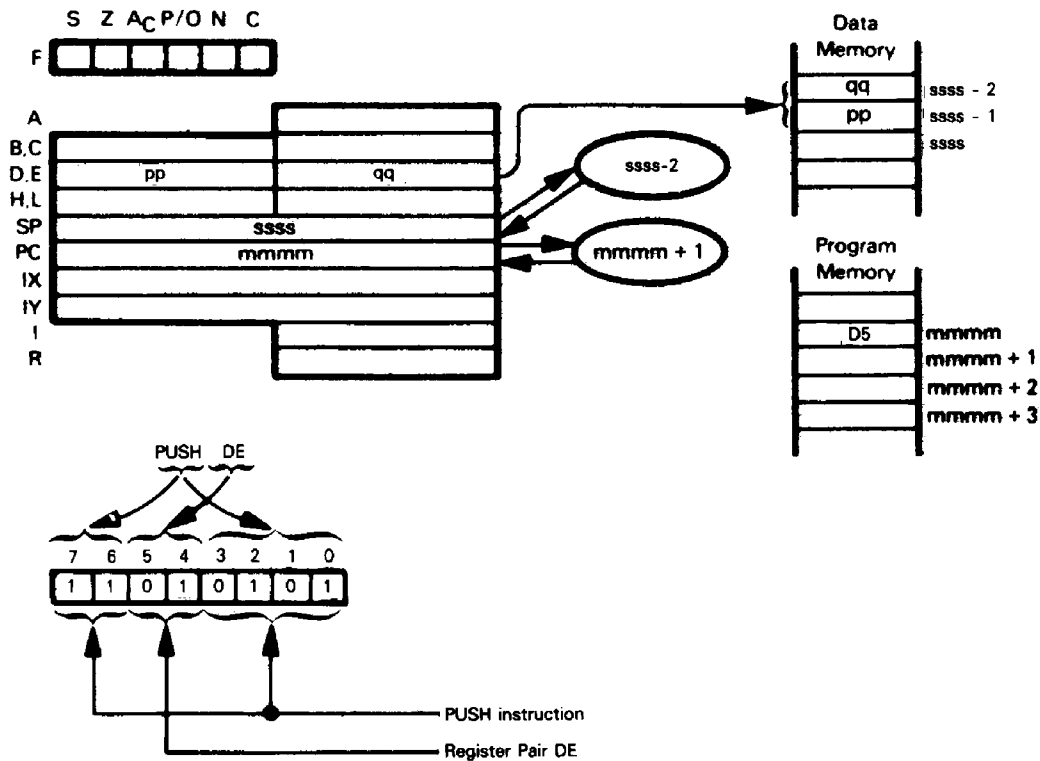 S Z AC P/O N C
F
A
B,C
D,E pp qq
H,L
SP ssss
PC mmmm
IX
IY
I
R
ssss-2
mmmm + 1
Data
Memory
qq ssss - 2
pp ssss - 1
ssss
Program
Memory
D5 mmmm
mmmm + 1
mmmm + 2
mmmm + 3
PUSH DE
7 6 5 4 3 2 1 0
1 1 0 1 0 1 0 1
PUSH instruction
Register Pair DE